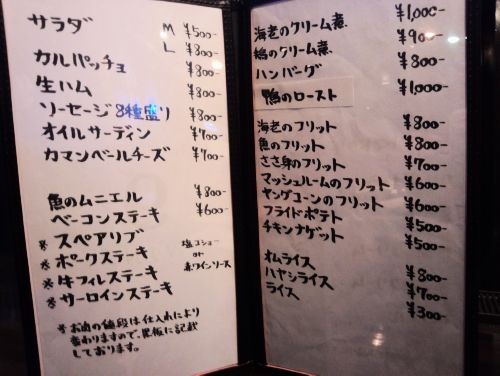 サラダ M ¥500-
L ¥800-
カルパッチョ ¥800-
生ハム ¥800-
ソーセージ8種盛り ¥800-
オイルサーディン ¥700-
カマンベールチーズ ¥700-
魚のムニエル ¥800-
ベーコンステーキ ¥600-
※スペアリブ
※ポークステーキ
※牛フィレステーキ
※サーロインステーキ
塩コショー
or
赤ワインソース
※お肉の値段は仕入れにより
変わりますので、黒板に記載
しております。
海老のクリーム煮 ¥1,000-
鶏のクリーム煮 ¥900-
ハンバーグ ¥800-
鴨のロースト ¥1,000-
海老のフリット ¥800-
魚のフリット ¥800-
ささ身のフリット ¥700-
マッシュルームのフリット ¥600-
ヤングコーンのフリット ¥600-
フライドポテト ¥500-
チキンナゲット ¥500-
オムライス ¥800-
ハヤシライス ¥700-
ライス ¥300-